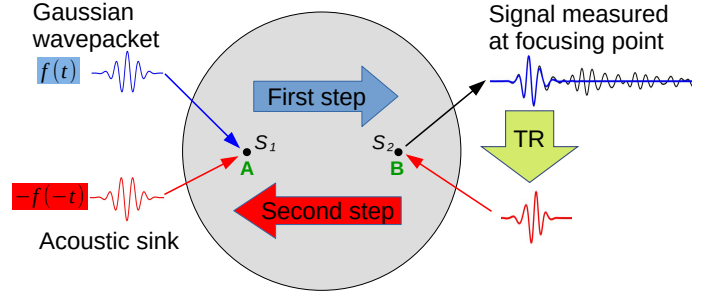 Gaussian
wavepacket
f(t)
First step
Signal measured
at focusing point
TR
S1
A
S2
B
-f(-t)
Second step
Acoustic sink